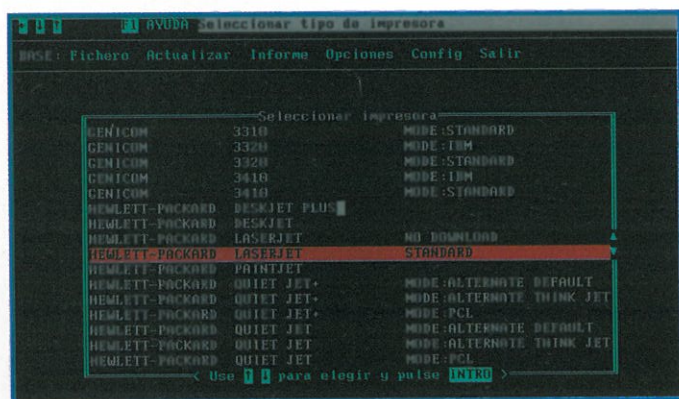 F1 AYUDA Seleccionar tipo de impresora
BASE: Fichero Actualizar Informe Opciones Config Salir
Seleccionar impresora
GENICOM 3310 MODE:STANDARD
GENICOM 3320 MODE:IBM
GENICOM 3320 MODE:STANDARD
GENICOM 3410 MODE:IBM
GENICOM 3410 MODE:STANDARD
HEWLETT-PACKARD DESKJET PLUS
HEWLETT-PACKARD DESKJET
HEWLETT-PACKARD LASERJET NO DOWNLOAD
HEWLETT-PACKARD LASERJET STANDARD
HEWLETT-PACKARD PAINTJET
HEWLETT-PACKARD QUIET JET+ MODE:ALTERNATE DEFAULT
HEWLETT-PACKARD QUIET JET+ MODE:ALTERNATE THINK JET
HEWLETT-PACKARD QUIET JET+ MODE:PCL
HEWLETT-PACKARD QUIET JET MODE:ALTERNATE DEFAULT
HEWLETT-PACKARD QUIET JET MODE:ALTERNATE THINK JET
HEWLETT-PACKARD QUIET JET MODE:PCL
< Use ↑ ↓ para elegir y pulse INTRO >